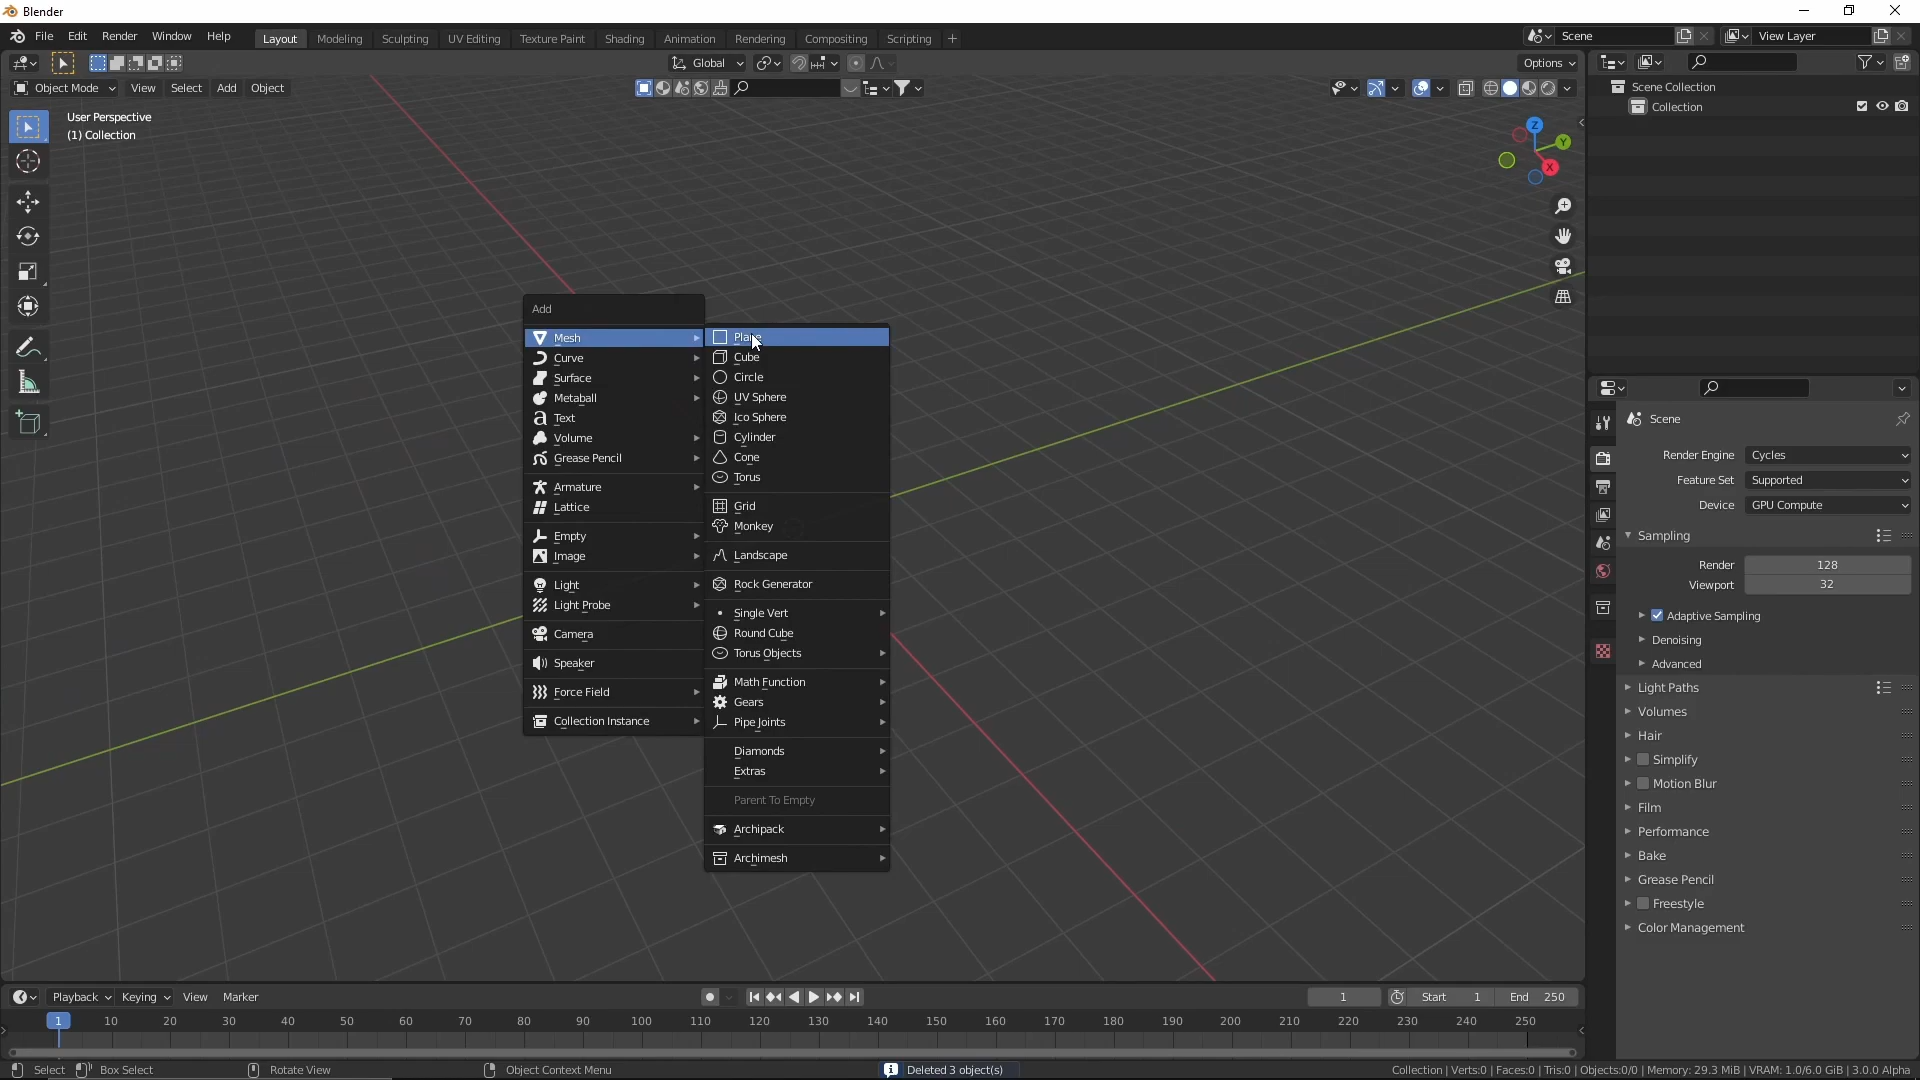 Blender
File Edit Render Window Help Layout Modeling Sculpting UV Editing Texture Paint Shading Animation Rendering Compositing Scripting + Scene View Layer
Global Options
Object Mode View Select Add Object
User Perspective
(1) Collection
Z
Y
X
Scene Collection
Collection
Add
Mesh
Curve
Surface
Metaball
Text
Volume
Grease Pencil
Armature
Lattice
Empty
Image
Light
Light Probe
Camera
Speaker
Force Field
Collection Instance
Plane
Cube
Circle
UV Sphere
Ico Sphere
Cylinder
Cone
Torus
Grid
Monkey
Landscape
Rock Generator
Single Vert
Round Cube
Torus Objects
Math Function
Gears
Pipe Joints
Diamonds
Extras
Parent To Empty
Archipack
Archimesh
Scene
Render Engine Cycles
Feature Set Supported
Device GPU Compute
Sampling
Render 128
Viewport 32
Adaptive Sampling
Denoising
Advanced
Light Paths
Volumes
Hair
Simplify
Motion Blur
Film
Performance
Bake
Grease Pencil
Freestyle
Color Management
Playback Keying View Marker 1 Start 1 End 250
1 10 20 30 40 50 60 70 80 90 100 110 120 130 140 150 160 170 180 190 200 210 220 230 240 250
Select Box Select Rotate View Object Context Menu Deleted 3 object(s) Collection | Verts:0 | Faces:0 | Tris:0 | Objects:0/0 | Memory: 29.3 MiB | VRAM: 1.0/6.0 GiB | 3.0.0 Alpha